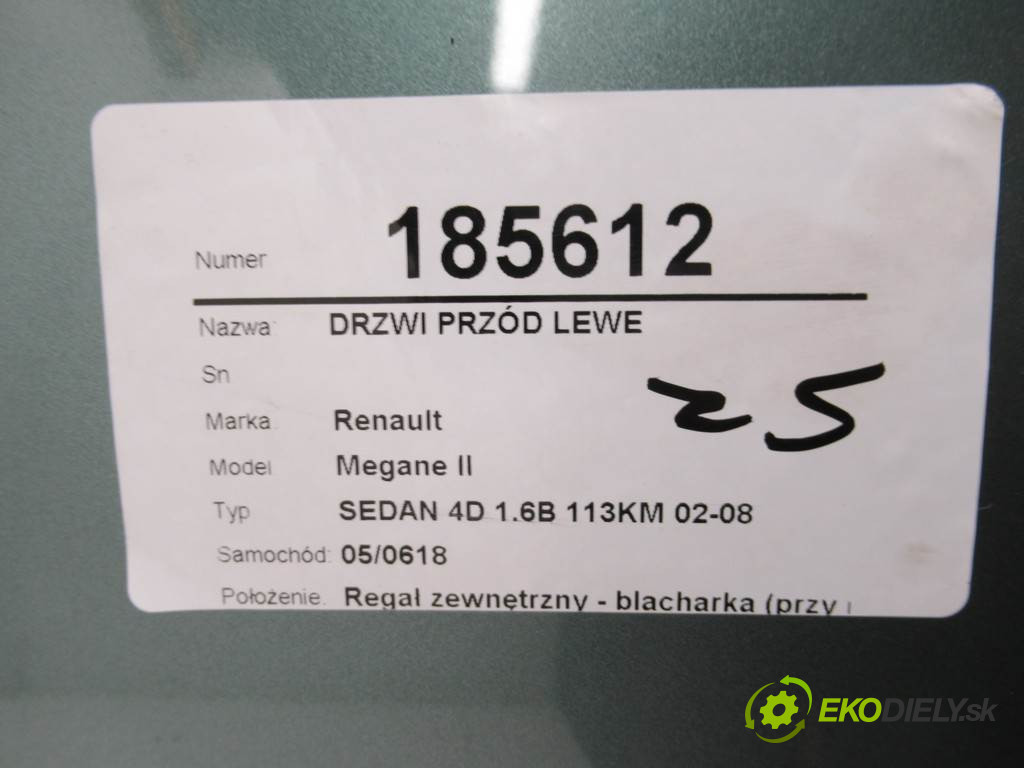 Numer 185612
Nazwa: DRZWI PRZÓD LEWE
Sn
25
Marka: Renault
Model Megane II
Typ SEDAN 4D 1.6B 113KM 02-08
Samochód: 05/0618
Położenie: Regał zewnętrzny - blacharka (przy
EKODIELY.sk